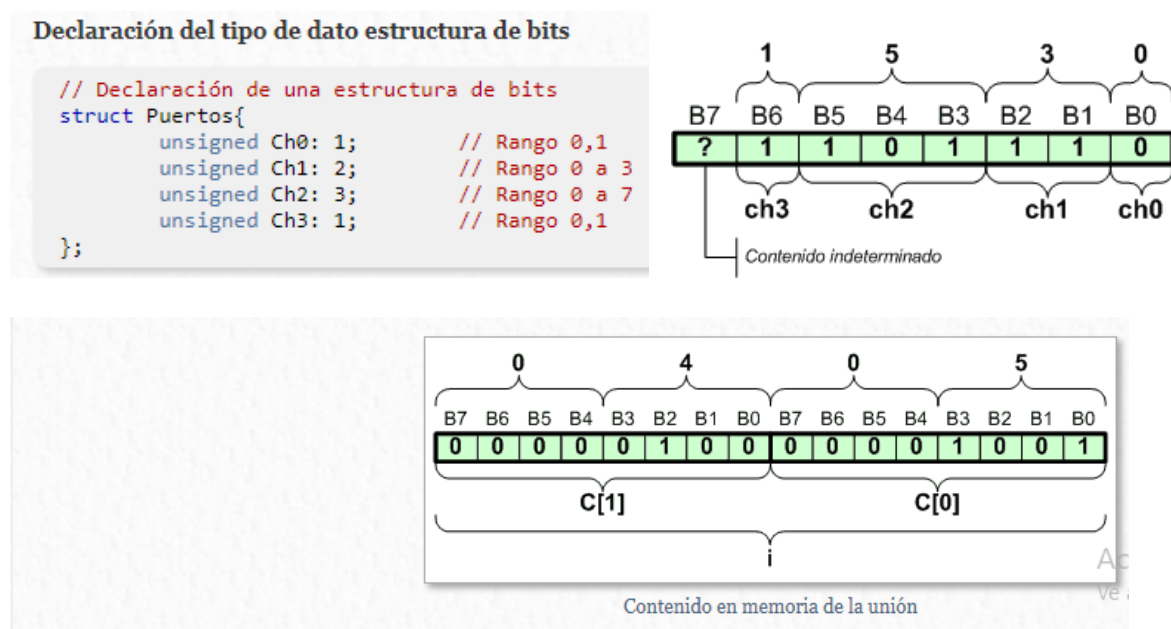 Declaración del tipo de dato estructura de bits
// Declaración de una estructura de bits
struct Puertos{
unsigned Ch0: 1; // Rango 0,1
unsigned Ch1: 2; // Rango 0 a 3
unsigned Ch2: 3; // Rango 0 a 7
unsigned Ch3: 1; // Rango 0,1
};
1 5 3 0
B7 B6 B5 B4 B3 B2 B1 B0
? 1 1 0 1 1 1 0
ch3 ch2 ch1 ch0
Contenido indeterminado
0 4 0 5
B7 B6 B5 B4 B3 B2 B1 B0 B7 B6 B5 B4 B3 B2 B1 B0
0 0 0 0 0 1 0 0 0 0 0 0 1 0 0 1
C[1] C[0]
i
Contenido en memoria de la unión